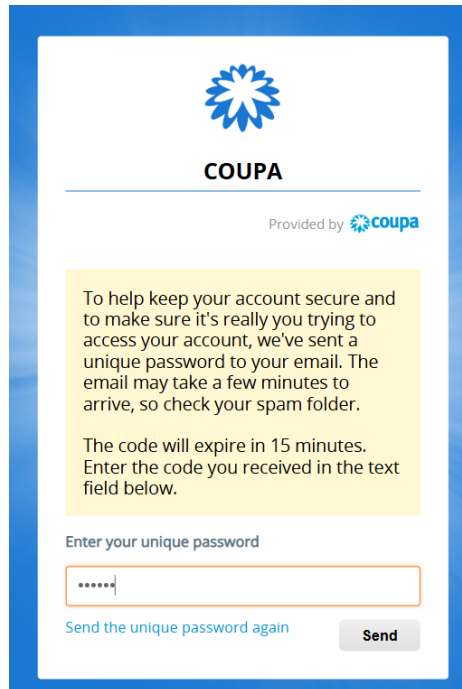 COUPA
Provided by coupa
To help keep your account secure and
to make sure it's really you trying to
access your account, we've sent a
unique password to your email. The
email may take a few minutes to
arrive, so check your spam folder.
The code will expire in 15 minutes.
Enter the code you received in the text
field below.
Enter your unique password
••••••
Send the unique password again
Send